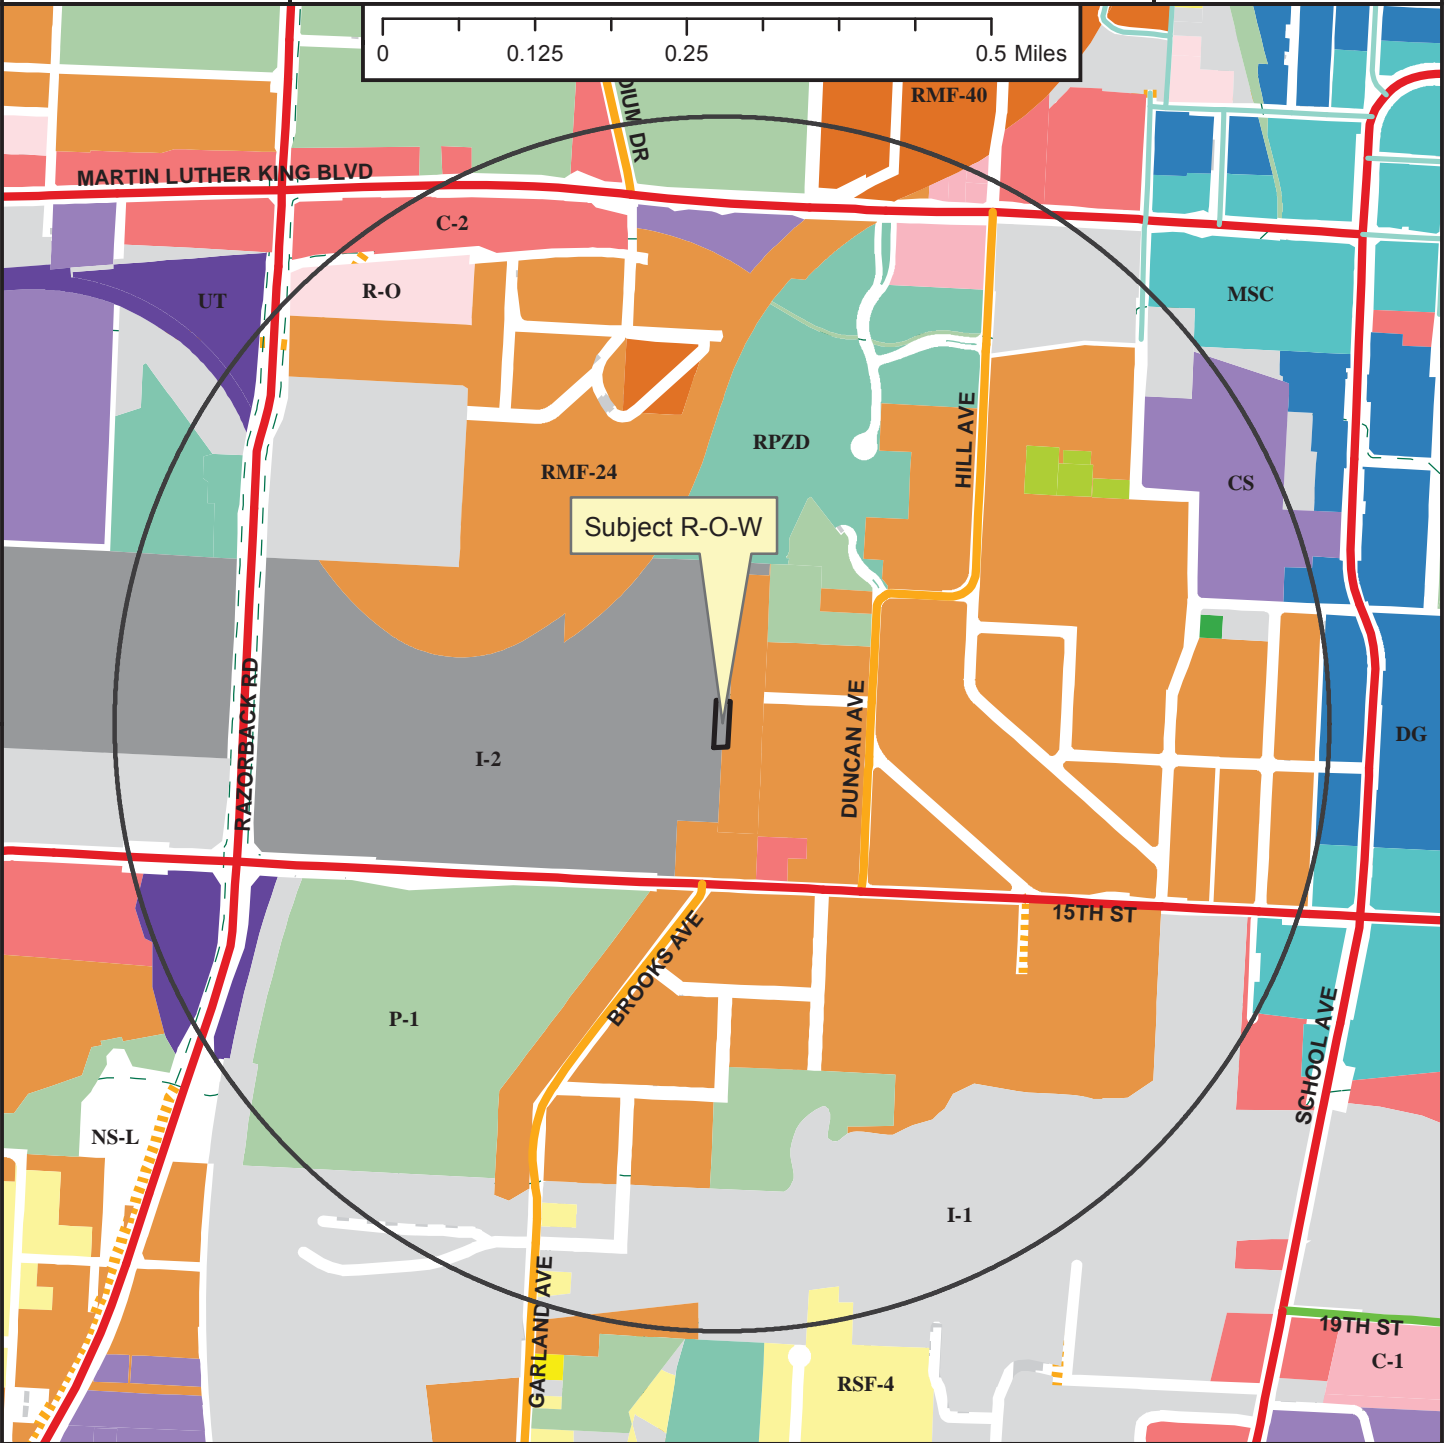 0 0.125 0.25 0.5 Miles
RMF-40
DIUM DR
MARTIN LUTHER KING BLVD
C-2
R-O
UT
MSC
RPZD
HILL AVE
RMF-24
CS
Subject R-O-W
RAZORBACK RD
I-2
DUNCAN AVE
DG
15TH ST
BROOKS AVE
P-1
SCHOOL AVE
NS-L
I-1
GARLAND AVE
19TH ST
C-1
RSF-4